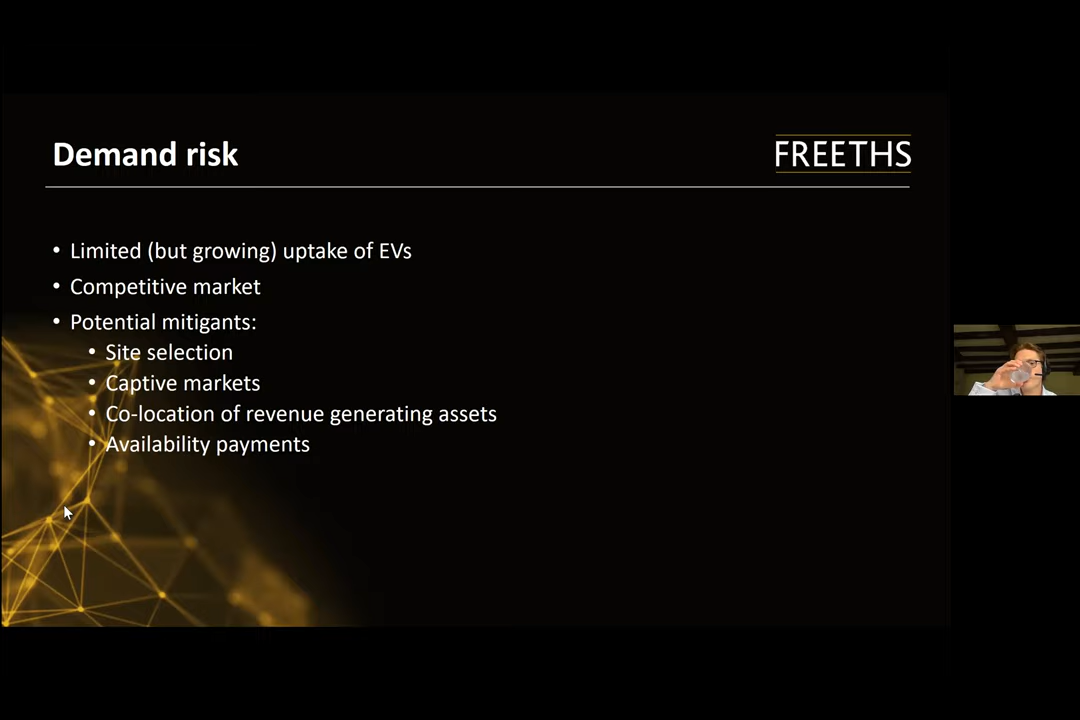 Demand risk
FREETHS
• Limited (but growing) uptake of EVs
• Competitive market
• Potential mitigants:
• Site selection
• Captive markets
• Co-location of revenue generating assets
• Availability payments